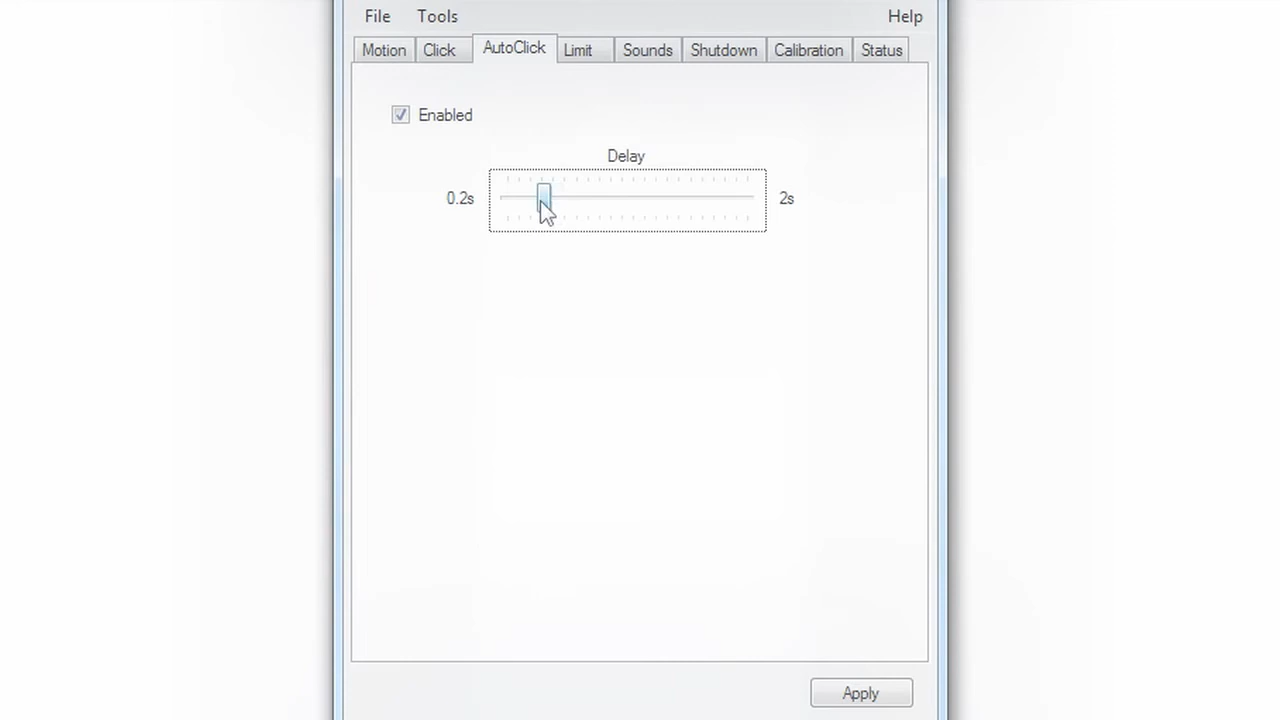 File Tools Help
Motion Click AutoClick Limit Sounds Shutdown Calibration Status
Enabled
Delay
0.2s 2s
Apply